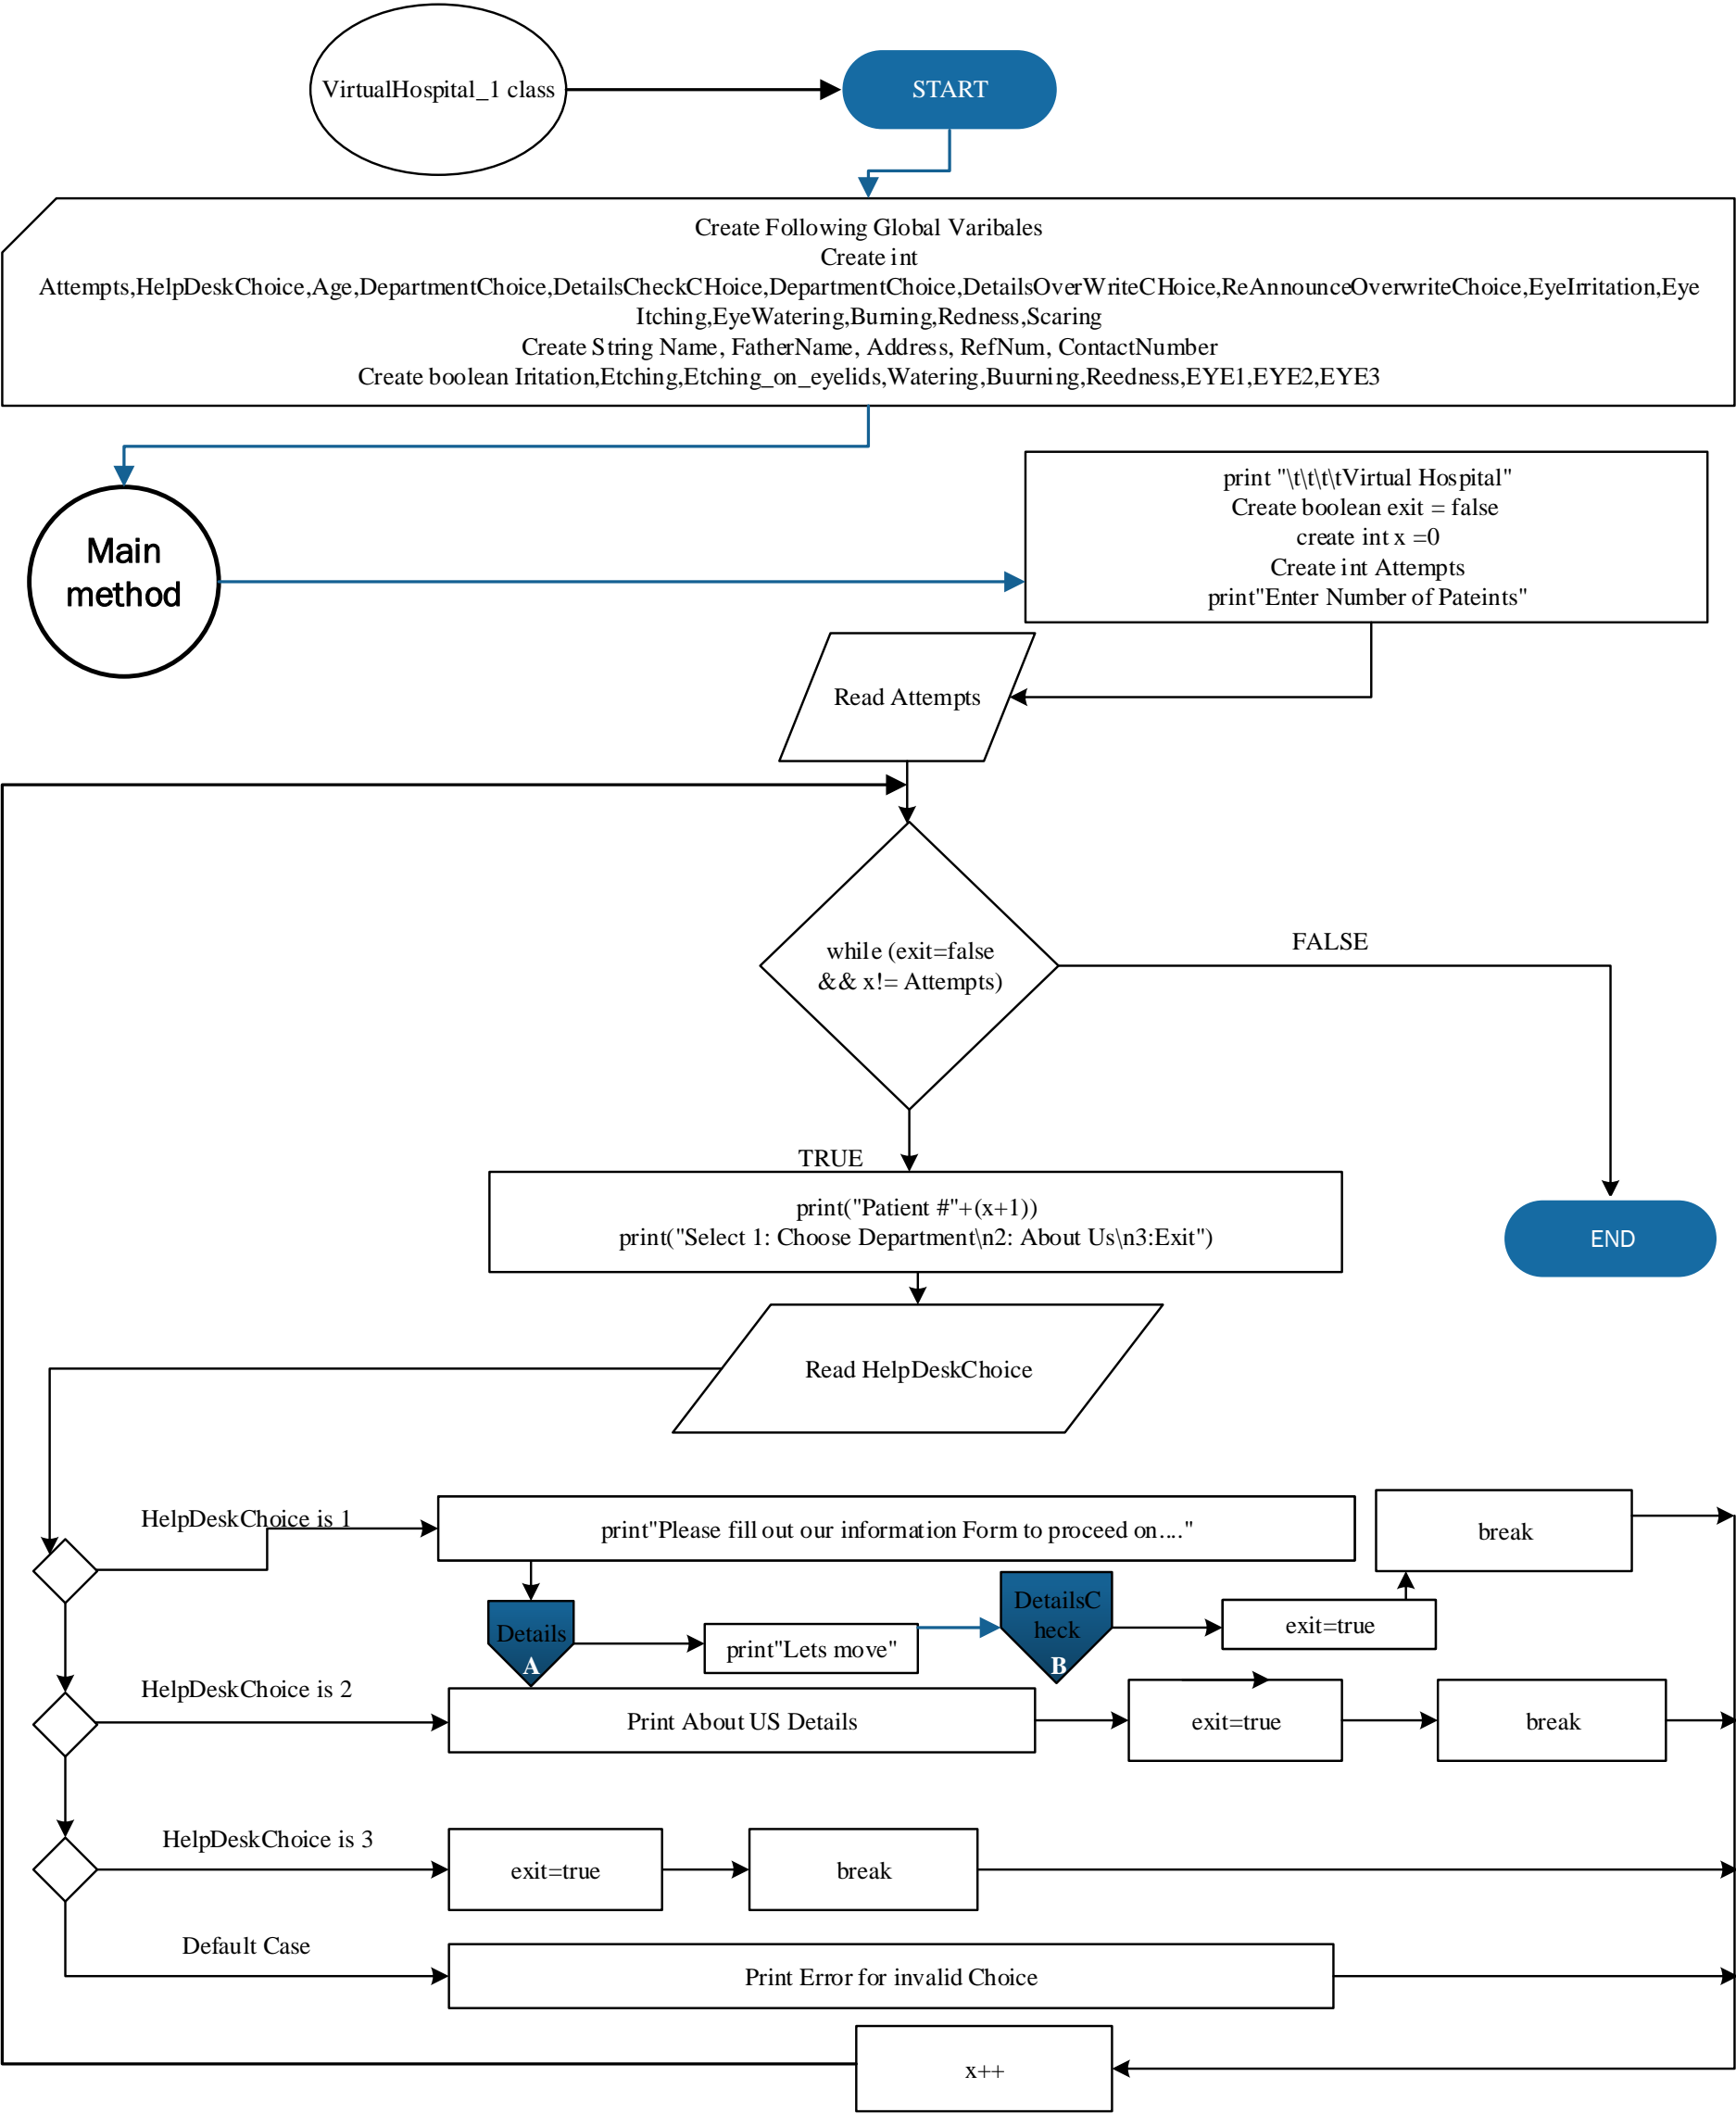 VirtualHospital_1 class
START
Create Following Global Varibales
Create int
Attempts,HelpDeskChoice,Age,DepartmentChoice,DetailsCheckCHoice,DepartmentChoice,DetailsOverWriteCHoice,ReAnnounceOverwriteChoice,EyeIrritation,Eye
Itching,EyeWatering,Burning,Redness,Scaring
Create String Name, FatherName, Address, RefNum, ContactNumber
Create boolean Iritation,Etching,Etching_on_eyelids,Watering,Buurning,Reedness,EYE1,EYE2,EYE3
Main
method
print "\t\t\t\tVirtual Hospital"
Create boolean exit = false
create int x =0
Create int Attempts
print"Enter Number of Pateints"
Read Attempts
while (exit=false
&& x!= Attempts)
FALSE
TRUE
print("Patient #"+(x+1))
print("Select 1: Choose Department\n2: About Us\n3:Exit")
END
Read HelpDeskChoice
HelpDeskChoice is 1
print"Please fill out our information Form to proceed on...."
break
Details
A
print"Lets move"
DetailsC
heck
B
exit=true
HelpDeskChoice is 2
Print About US Details
exit=true
break
HelpDeskChoice is 3
exit=true
break
Default Case
Print Error for invalid Choice
x++